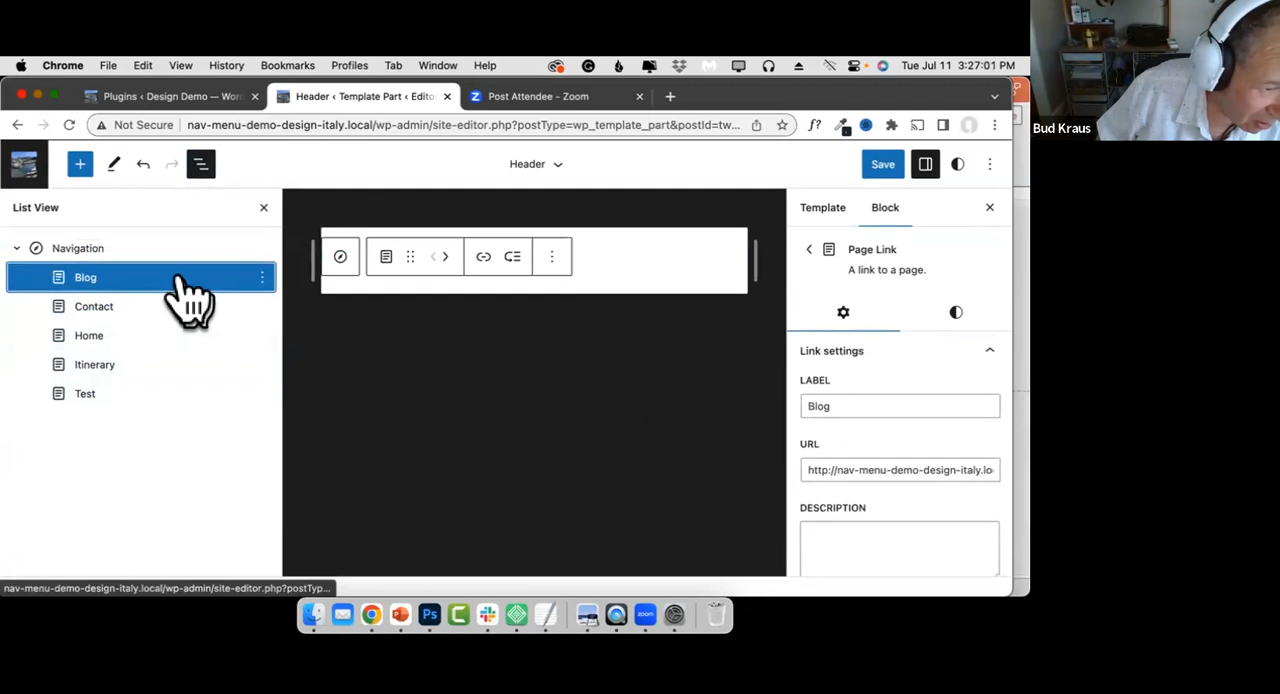 Chrome File Edit View History Bookmarks Profiles Tab Window Help Tue Jul 11 3:27:01 PM
Plugins ‹ Design Demo — Wor Header ‹ Template Part ‹ Edito Post Attendee - Zoom
Not Secure nav-menu-demo-design-italy.local/wp-admin/site-editor.php?postType=wp_template_part&postId=tw...
Bud Kraus
Header Save
List View Template Block
Navigation
Blog
Contact
Home
Itinerary
Test
Page Link
A link to a page.
Link settings
LABEL
Blog
URL
http://nav-menu-demo-design-italy.lo
DESCRIPTION
nav-menu-demo-design-italy.local/wp-admin/site-editor.php?postTyp...
Ps
zoom